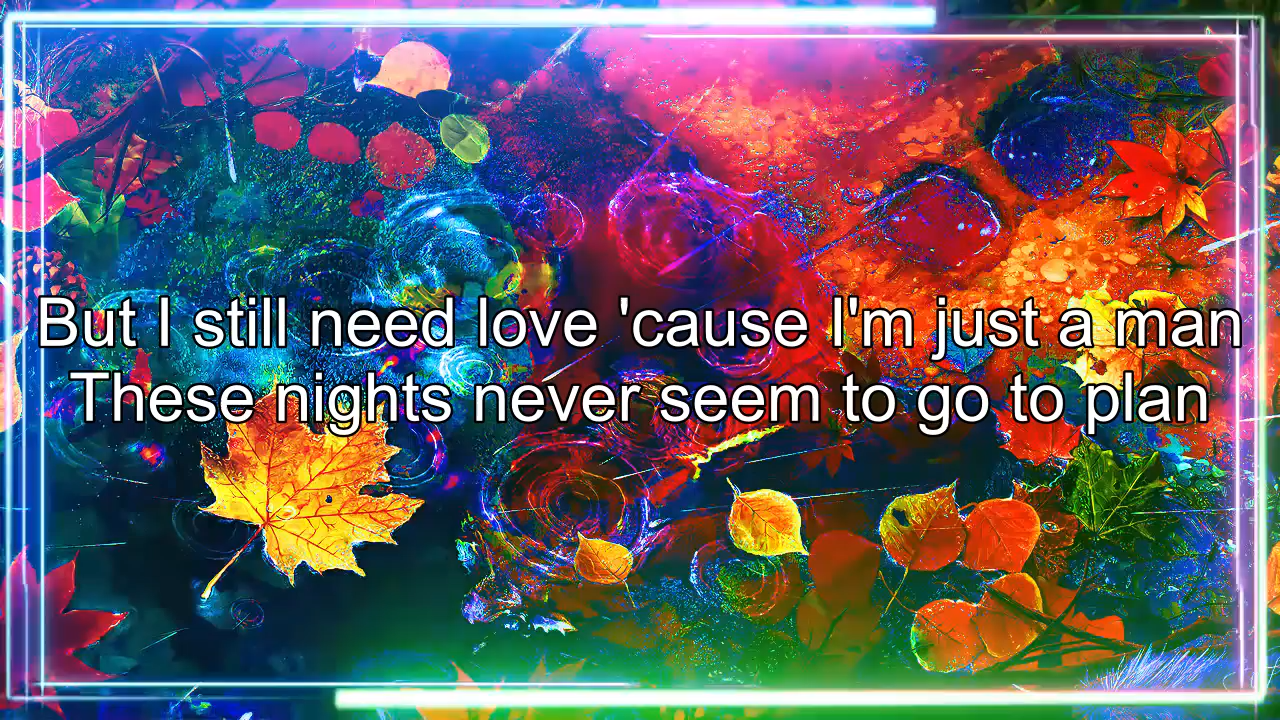 But I still need love 'cause I'm just a man
These nights never seem to go to plan